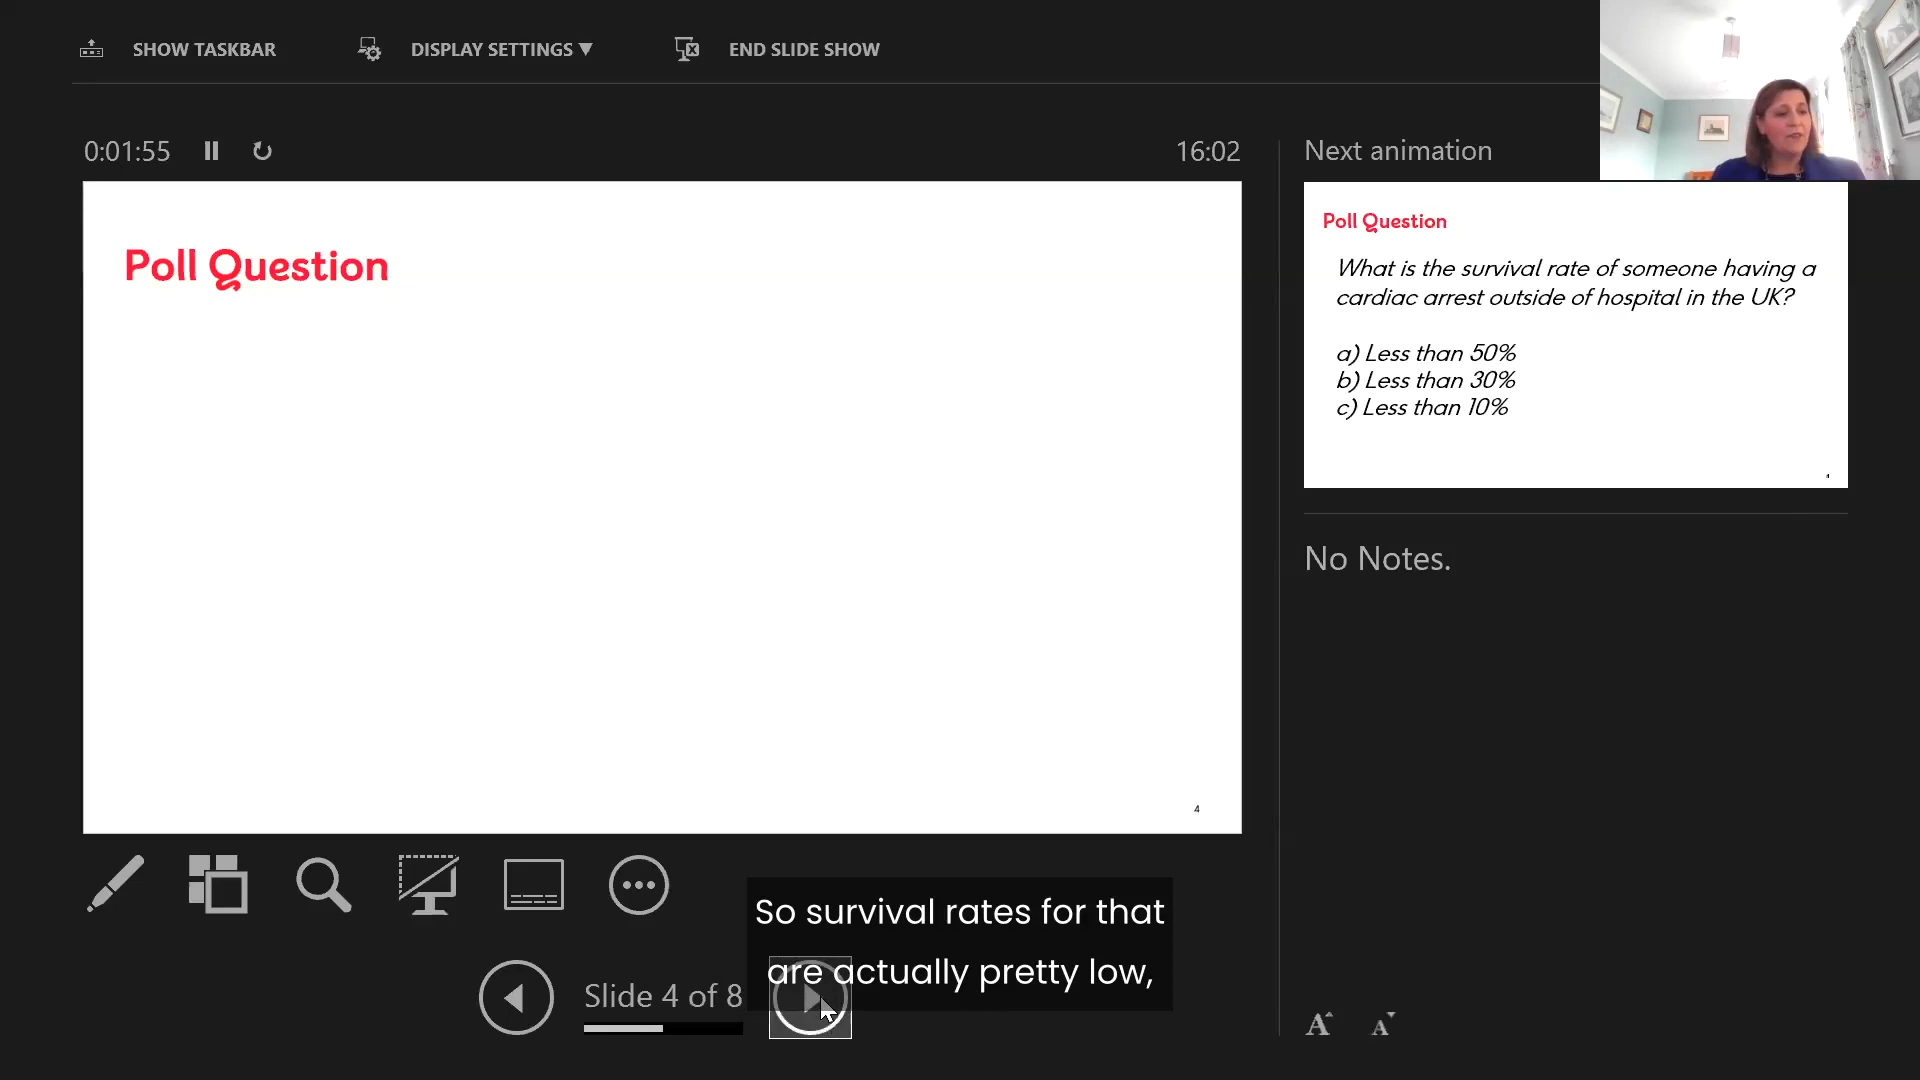 SHOW TASKBAR
DISPLAY SETTINGS ▼
END SLIDE SHOW
0:01:55
16:02
Next animation
Poll Question
4
Poll Question
What is the survival rate of someone having a
cardiac arrest outside of hospital in the UK?
a) Less than 50%
b) Less than 30%
c) Less than 10%
4
No Notes.
So survival rates for that
are actually pretty low,
Slide 4 of 8
A A